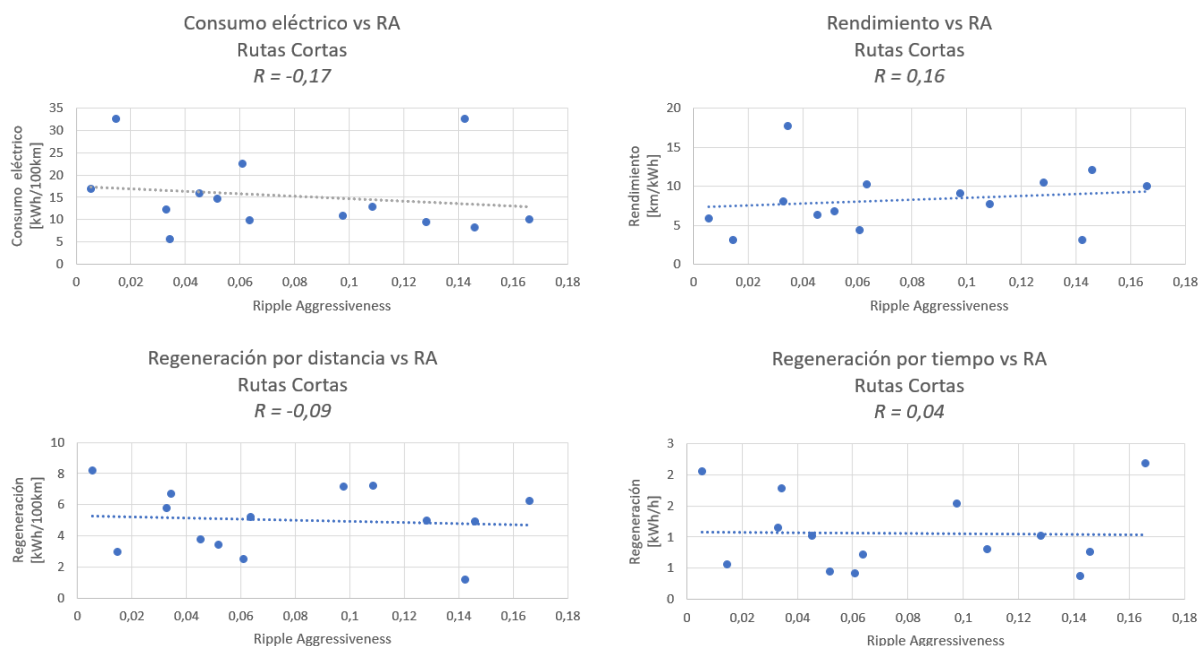 Consumo eléctrico vs RA
Rutas Cortas
R = -0,17
Consumo eléctrico
[kWh/100km]
35
30
25
20
15
10
5
0
0 0,02 0,04 0,06 0,08 0,10 0,12 0,14 0,16 0,18
Ripple Aggressiveness
Rendimiento vs RA
Rutas Cortas
R = 0,16
Rendimiento
[km/kWh]
20
15
10
5
0
0 0,02 0,04 0,06 0,08 0,10 0,12 0,14 0,16 0,18
Ripple Aggressiveness
Regeneración por distancia vs RA
Rutas Cortas
R = -0,09
Regeneración
[kWh/100km]
10
8
6
4
2
0
0 0,02 0,04 0,06 0,08 0,10 0,12 0,14 0,16 0,18
Ripple Aggressiveness
Regeneración por tiempo vs RA
Rutas Cortas
R = 0,04
Regeneración
[kWh/h]
3
2
2
1
1
0
0 0,02 0,04 0,06 0,08 0,10 0,12 0,14 0,16 0,18
Ripple Aggressiveness